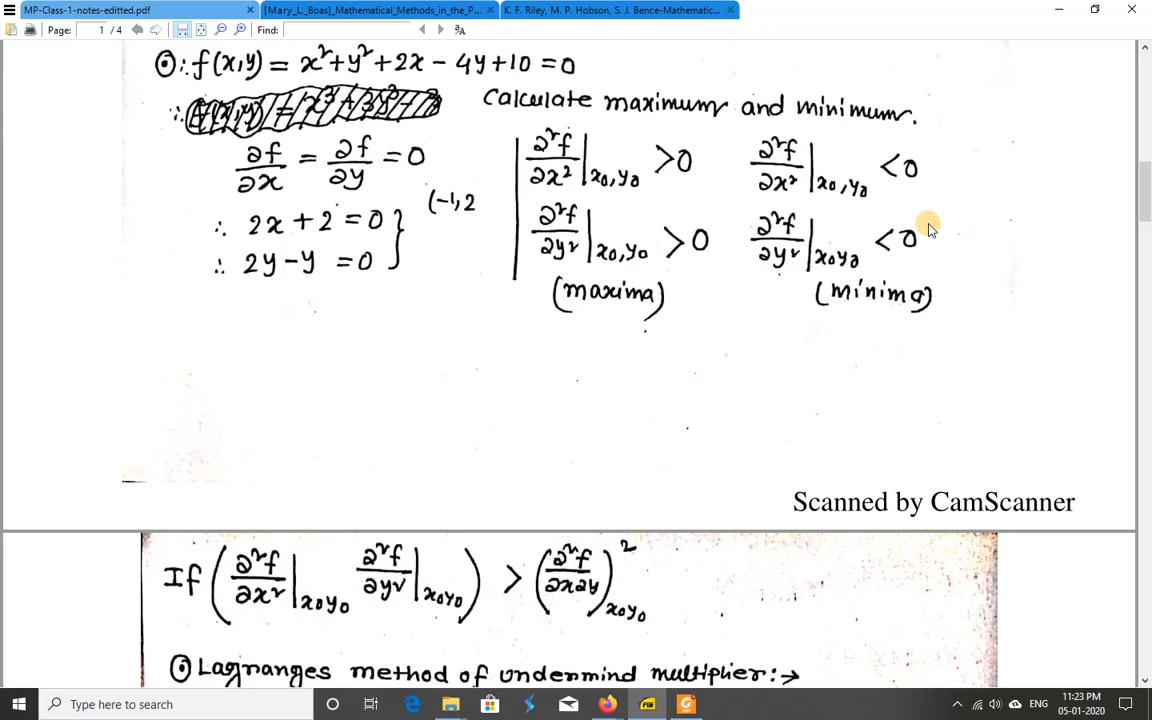 MP-Class-1-notes-editted.pdf
[Mary_L._Boas]_Mathematical_Methods_in_the_P...
K. F. Riley, M. P. Hobson, S. J. Bence-Mathematic...
Page: 1 / 4 Find:
⊙∴ f(x,y) = x²+y²+2x − 4y+10 =0
∴ Calculate maximum and minimum.
∂f/∂x = ∂f/∂y = 0
∂²f/∂x² |x₀,y₀ >0 ∂²f/∂x² |x₀,y₀ <0
∴ 2x + 2 = 0 } (−1,2
∂²f/∂y² |x₀,y₀ >0 ∂²f/∂y² |x₀y₀ <0
∴ 2y−y = 0
(maxima) (minima)
Scanned by CamScanner
If (∂²f/∂x² |x₀y₀ ∂²f/∂y² |x₀y₀) > (∂²f/∂x∂y)²x₀y₀
⊙ Lagranges method of undermind multiplier:→
Type here to search
ENG
11:23 PM
05-01-2020